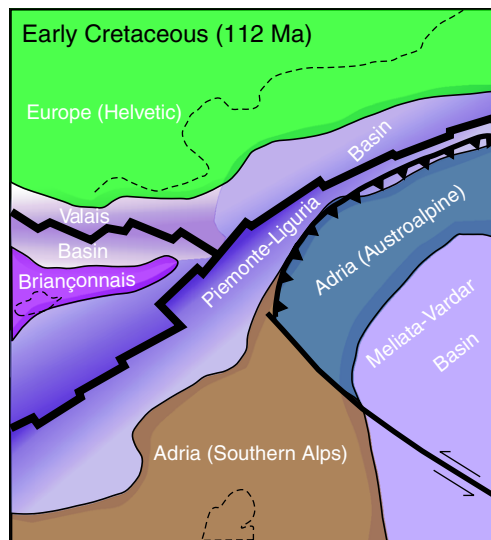 Early Cretaceous (112 Ma)
Europe (Helvetic)
Basin
Valais
Basin
Briançonnais
Piemonte-Liguria
Adria (Austroalpine)
Meliata-Vardar
Basin
Adria (Southern Alps)